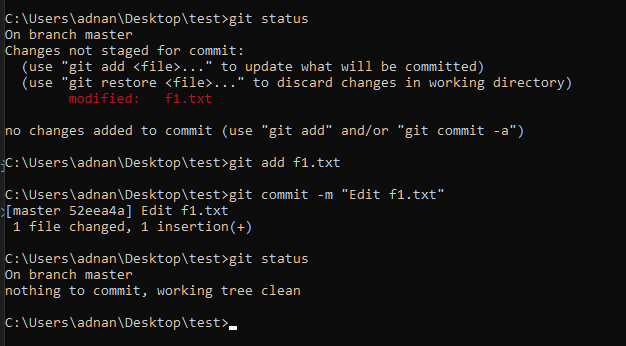 C:\Users\adnan\Desktop\test>git status
On branch master
Changes not staged for commit:
  (use "git add <file>..." to update what will be committed)
  (use "git restore <file>..." to discard changes in working directory)
        modified:   f1.txt

no changes added to commit (use "git add" and/or "git commit -a")

C:\Users\adnan\Desktop\test>git add f1.txt

C:\Users\adnan\Desktop\test>git commit -m "Edit f1.txt"
[master 52eea4a] Edit f1.txt
 1 file changed, 1 insertion(+)

C:\Users\adnan\Desktop\test>git status
On branch master
nothing to commit, working tree clean

C:\Users\adnan\Desktop\test>